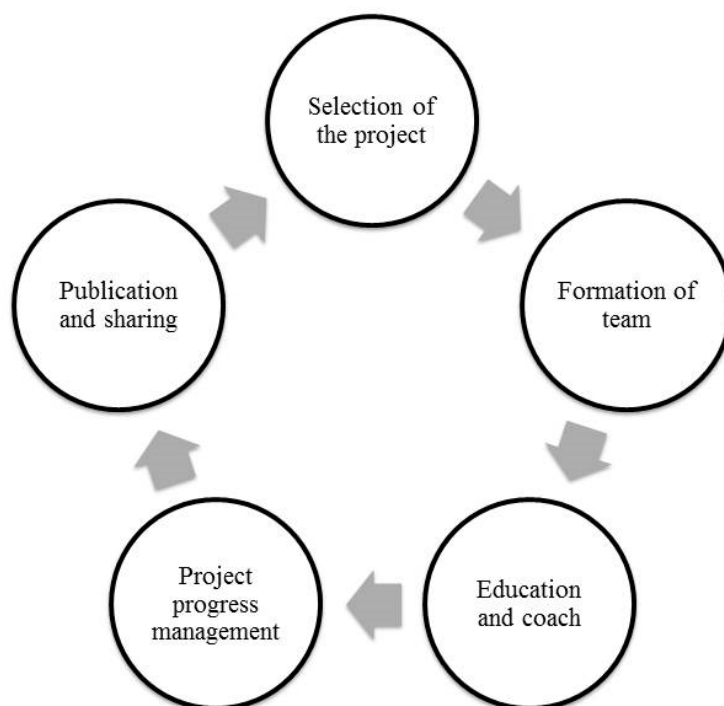 Selection of
the project
Formation of
team
Education
and coach
Project
progress
management
Publication
and sharing